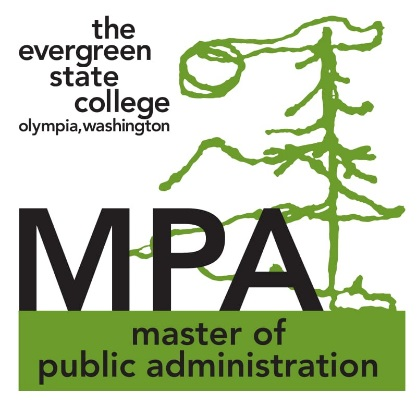 the
evergreen
state
college
olympia,washington
MPA
master of
public administration